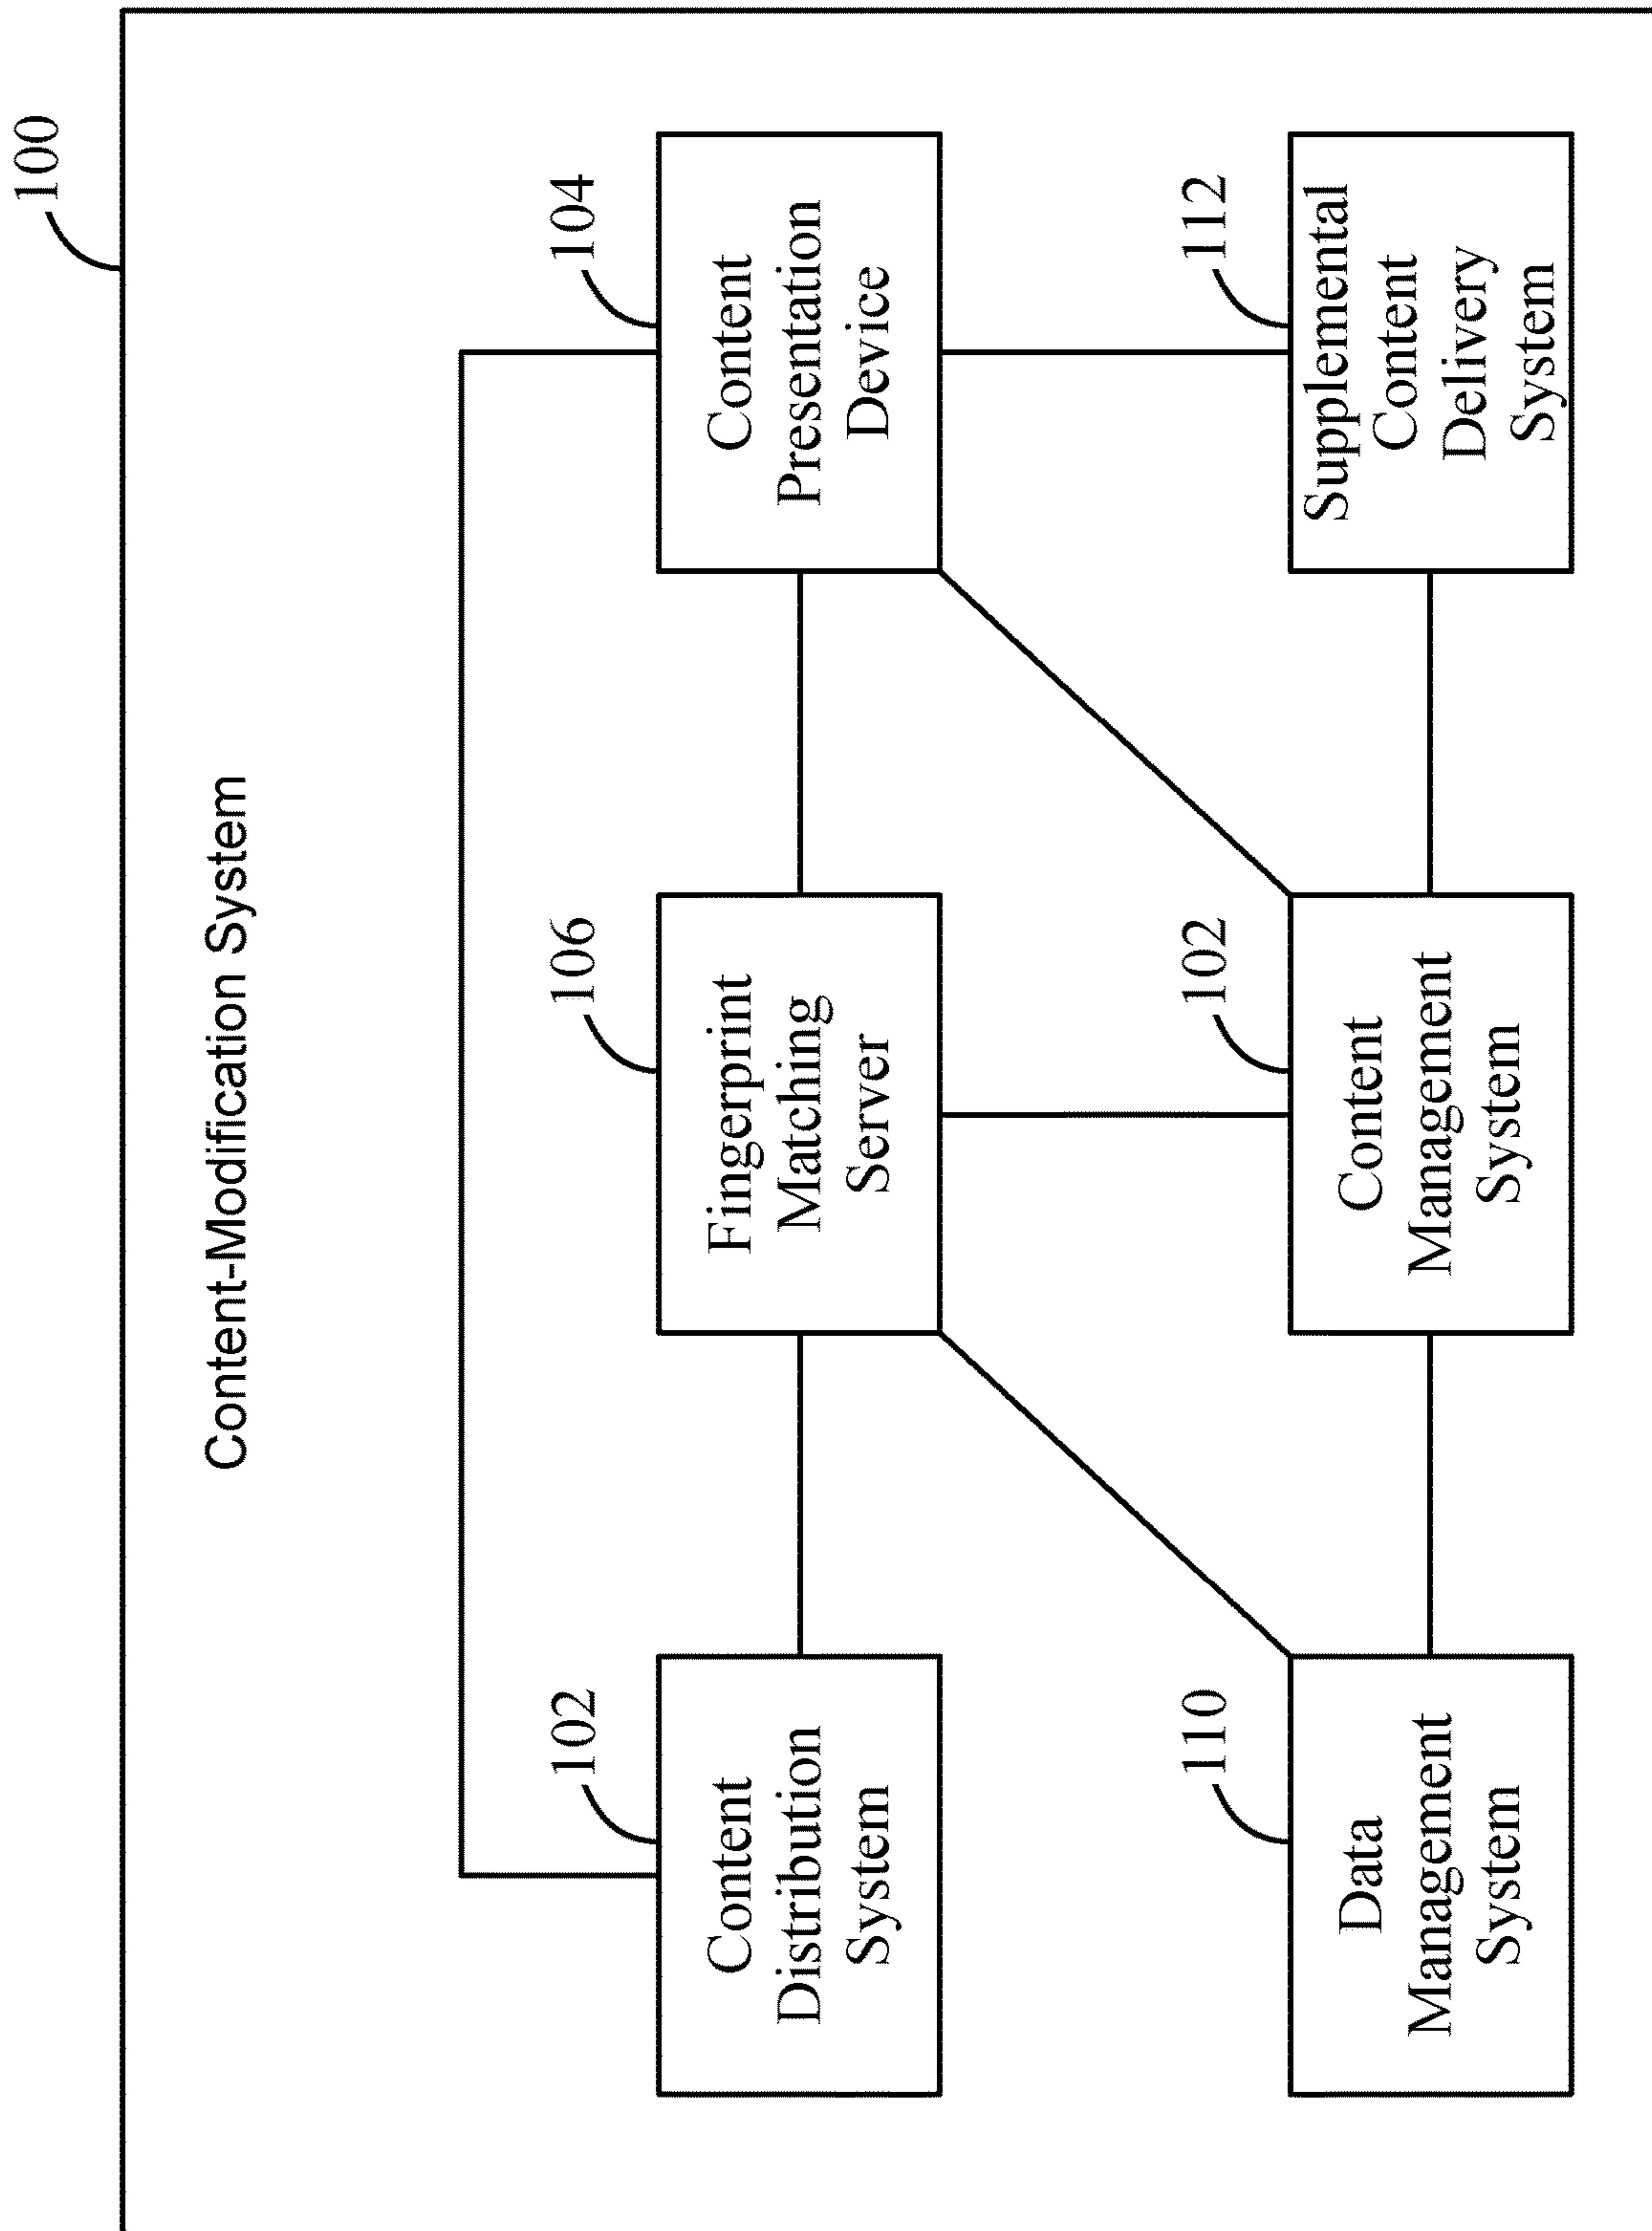 100
Content-Modification System
102
Content
Distribution
System
106
Fingerprint
Matching
Server
104
Content
Presentation
Device
110
Data
Management
System
102
Content
Management
System
112
Supplemental
Content
Delivery
System